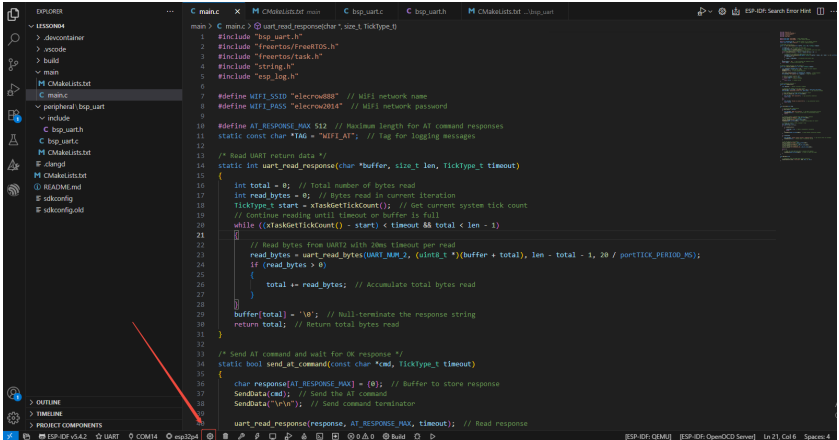 EXPLORER
LESSON04
.devcontainer
.vscode
build
main
CMakeLists.txt
main.c
peripheral\bsp_uart
include
bsp_uart.h
bsp_uart.c
CMakeLists.txt
.clangd
CMakeLists.txt
README.md
sdkconfig
sdkconfig.old
OUTLINE
TIMELINE
PROJECT COMPONENTS
main.c
CMakeLists.txt main
bsp_uart.c
bsp_uart.h
CMakeLists.txt ...\bsp_uart
ESP-IDF: Search Error Hint
main > C main.c > uart_read_response(char *, size_t, TickType_t)
1 #include "bsp_uart.h"
2 #include "freertos/FreeRTOS.h"
3 #include "freertos/task.h"
4 #include "string.h"
5 #include "esp_log.h"
6
7 #define WIFI_SSID "elecrow888" // WiFi network name
8 #define WIFI_PASS "elecrow2014" // WiFi network password
9
10 #define AT_RESPONSE_MAX 512 // Maximum length for AT command responses
11 static const char *TAG = "WIFI_AT"; // Tag for logging messages
12
13 /* Read UART return data */
14 static int uart_read_response(char *buffer, size_t len, TickType_t timeout)
15 {
16 int total = 0; // Total number of bytes read
17 int read_bytes = 0; // Bytes read in current iteration
18 TickType_t start = xTaskGetTickCount(); // Get current system tick count
19 // Continue reading until timeout or buffer is full
20 while ((xTaskGetTickCount() - start) < timeout && total < len - 1)
21 {
22 // Read bytes from UART2 with 20ms timeout per read
23 read_bytes = uart_read_bytes(UART_NUM_2, (uint8_t *)(buffer + total), len - total - 1, 20 / portTICK_PERIOD_MS);
24 if (read_bytes > 0)
25 {
26 total += read_bytes; // Accumulate total bytes read
27 }
28 }
29 buffer[total] = '\0'; // Null-terminate the response string
30 return total; // Return total bytes read
31 }
32
33 /* Send AT command and wait for OK response */
34 static bool send_at_command(const char *cmd, TickType_t timeout)
35 {
36 char response[AT_RESPONSE_MAX] = {0}; // Buffer to store response
37 SendData(cmd); // Send the AT command
38 SendData("\r\n"); // Send command terminator
39
40 uart_read_response(response, AT_RESPONSE_MAX, timeout); // Read response
ESP-IDF v5.4.2 UART COM14 esp32p4 0 0 0 Build [ESP-IDF: QEMU] [ESP-IDF: OpenOCD Server] Ln 21, Col 6 Spaces: 4